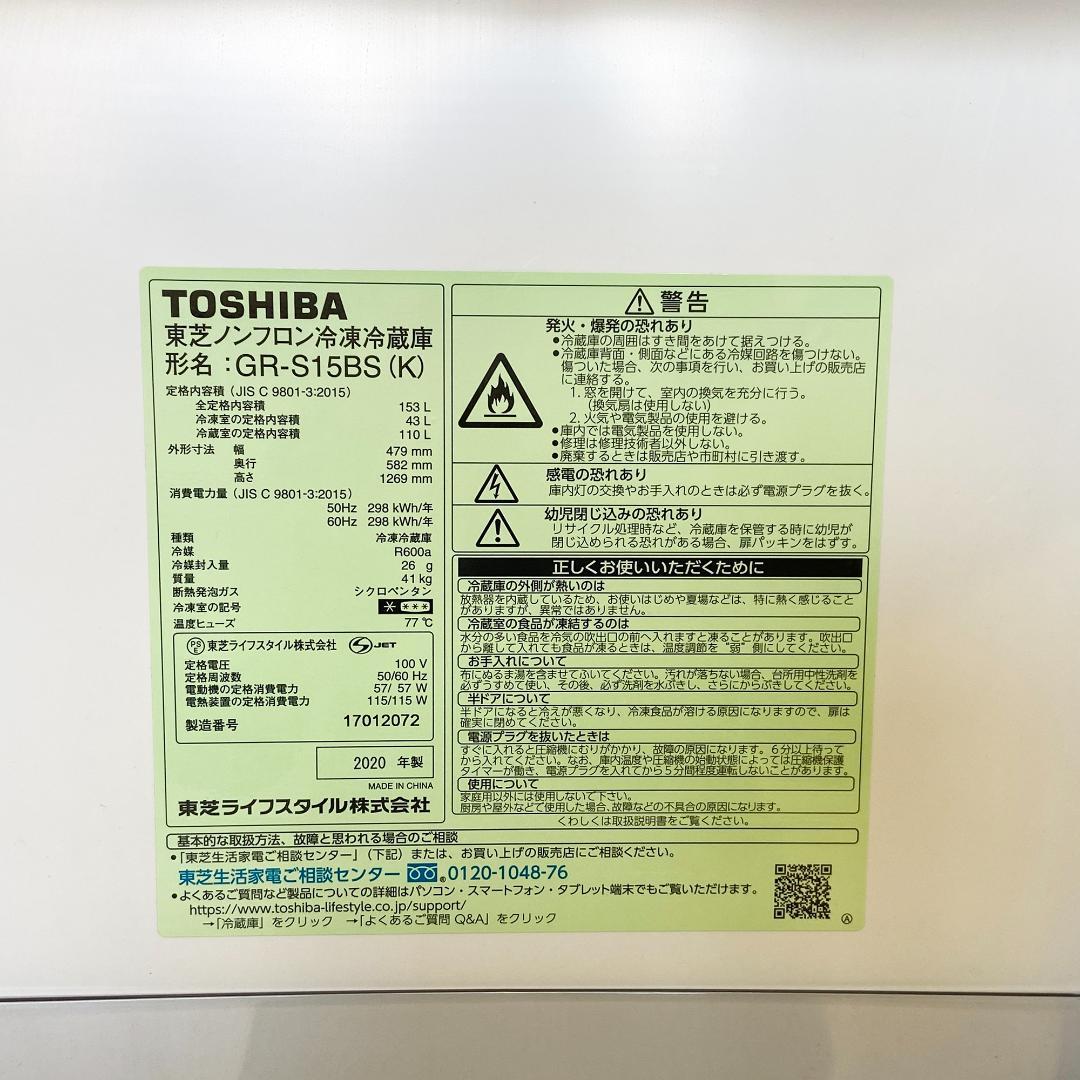 TOSHIBA
東芝ノンフロン冷凍冷蔵庫
形名：GR-S15BS(K)
定格内容積（JIS C 9801-3:2015）
全定格内容積 153 L
冷凍室の定格内容積 43 L
冷蔵室の定格内容積 110 L
外形寸法 幅 479 mm
奥行 582 mm
高さ 1269 mm
消費電力量（JIS C 9801-3:2015）
50Hz 298 kWh/年
60Hz 298 kWh/年
種類 冷凍冷蔵庫
冷媒 R600a
冷媒封入量 26 g
質量 41 kg
断熱発泡ガス シクロペンタン
冷凍室の記号 * ***
温度ヒューズ 77 ℃
PS E 東芝ライフスタイル株式会社 S JET
定格電圧 100 V
定格周波数 50/60 Hz
電動機の定格消費電力 57/ 57 W
電熱装置の定格消費電力 115/115 W
製造番号 17012072
2020 年製
MADE IN CHINA
東芝ライフスタイル株式会社
警告
発火・爆発の恐れあり
●冷蔵庫の周囲はすき間をあけて据えつける。
●冷蔵庫背面・側面などにある冷媒回路を傷つけない。
傷ついた場合、次の事項を行い、お買い上げの販売店
に連絡する。
1. 窓を開けて、室内の換気を充分に行う。
（換気扇は使用しない）
2. 火気や電気製品の使用を避ける。
●庫内では電気製品を使用しない。
●修理は修理技術者以外しない。
●廃棄するときは販売店や市町村に引き渡す。
感電の恐れあり
庫内灯の交換やお手入れのときは必ず電源プラグを抜く。
幼児閉じ込みの恐れあり
リサイクル処理時など、冷蔵庫を保管する時に幼児が
閉じ込められる恐れがある場合、扉パッキンをはずす。
正しくお使いいただくために
冷蔵庫の外側が熱いのは
放熱器を内蔵しているため、お使いはじめや夏場などは、特に熱く感じること
がありますが、異常ではありません。
冷蔵室の食品が凍結するのは
水分の多い食品を冷気の吹出口の前へ入れますと凍ることがあります。吹出口
から離して入れても食品が凍るときは、温度調節を“弱”側にしてください。
お手入れについて
布にぬるま湯を含ませてふいてください。汚れが落ちない場合、台所用中性洗剤を
必ずうすめて使い、その後、必ず洗剤を水ぶきし、さらにからぶきしてください。
半ドアについて
半ドアになると冷えが悪くなり、冷凍食品が溶ける原因になりますので、扉は
確実に閉めてください。
電源プラグを抜いたときは
すぐに入れると圧縮機にむりがかかり、故障の原因になります。6分以上待って
から入れてください。なお、庫内温度や圧縮機の始動状態によっては圧縮機保護
タイマーが働き、電源プラグを入れてから5分間程度運転しないことがあります。
使用について
家庭用以外には使用しないで下さい。
厨房や屋外などで使用した場合、故障などの不具合の原因になります。
くわしくは取扱説明書をご覧ください。
基本的な取扱方法、故障と思われる場合のご相談
•「東芝生活家電ご相談センター」（下記）または、お買い上げの販売店にご相談ください。
東芝生活家電ご相談センター 0120-1048-76
•よくあるご質問など製品についての詳細はパソコン・スマートフォン・タブレット端末でもご覧いただけます。
https://www.toshiba-lifestyle.co.jp/support/
→「冷蔵庫」をクリック →「よくあるご質問 Q&A」をクリック
Ⓐ